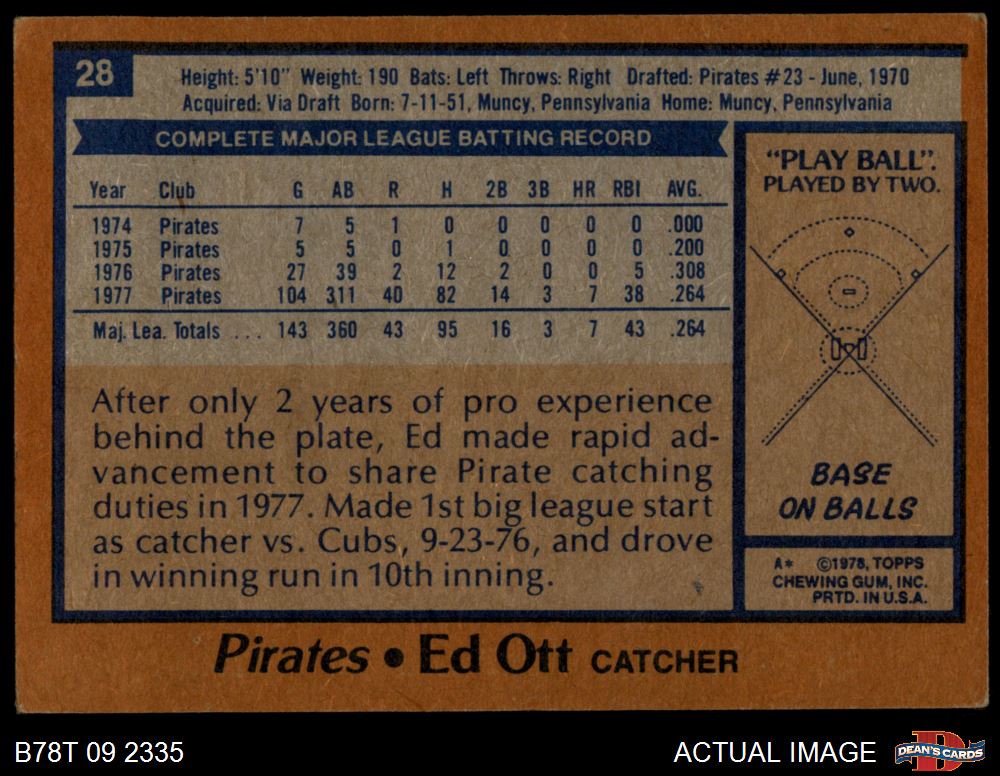 28
Height: 5'10" Weight: 190 Bats: Left Throws: Right Drafted: Pirates #23 - June, 1970
Acquired: Via Draft Born: 7-11-51, Muncy, Pennsylvania Home: Muncy, Pennsylvania
COMPLETE MAJOR LEAGUE BATTING RECORD
Year Club G AB R H 2B 3B HR RBI AVG.
1974 Pirates 7 5 1 0 0 0 0 0 .000
1975 Pirates 5 5 0 1 0 0 0 0 .200
1976 Pirates 27 39 2 12 2 0 0 5 .308
1977 Pirates 104 311 40 82 14 3 7 38 .264
Maj. Lea. Totals . . . 143 360 43 95 16 3 7 43 .264
After only 2 years of pro experience
behind the plate, Ed made rapid ad-
vancement to share Pirate catching
duties in 1977. Made 1st big league start
as catcher vs. Cubs, 9-23-76, and drove
in winning run in 10th inning.
"PLAY BALL".
PLAYED BY TWO.
BASE
ON BALLS
A* ©1978, TOPPS
CHEWING GUM, INC.
PRTD. IN U.S.A.
Pirates • Ed Ott CATCHER
B78T 09 2335
ACTUAL IMAGE
D
DEAN'S CARDS